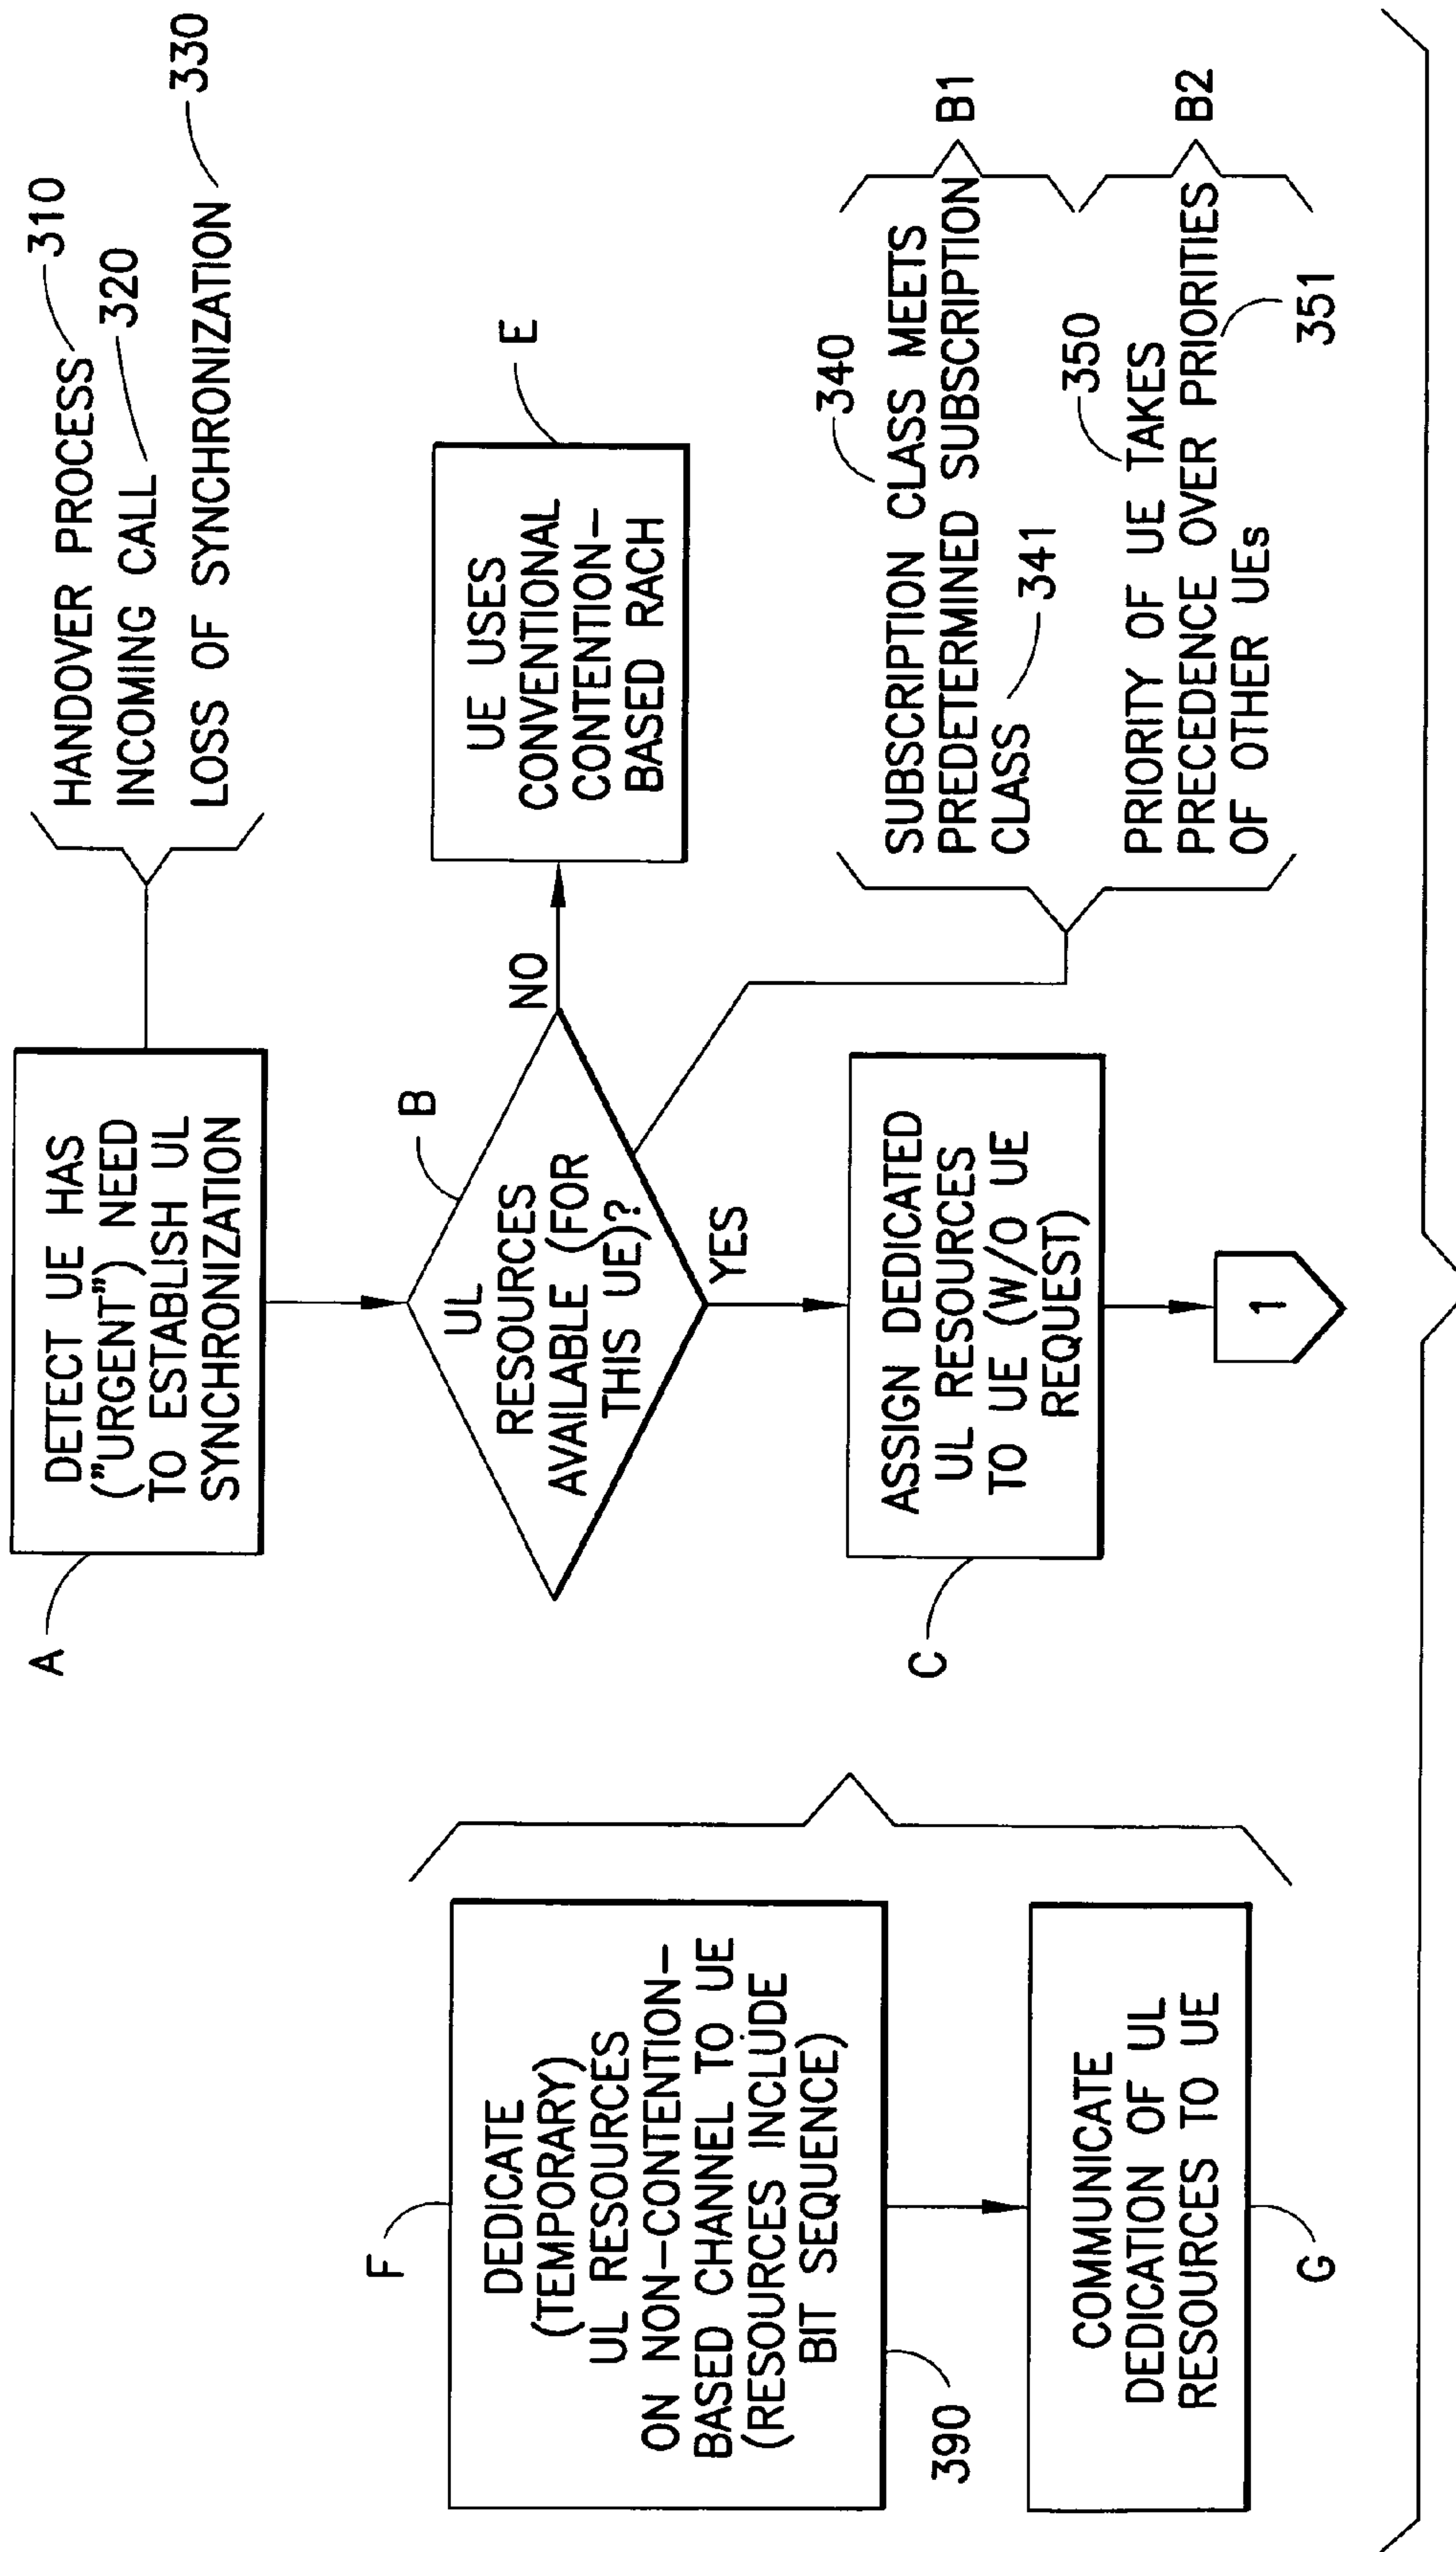 A
DETECT UE HAS
("URGENT") NEED
TO ESTABLISH UL
SYNCHRONIZATION
HANDOVER PROCESS
310
INCOMING CALL
320
LOSS OF SYNCHRONIZATION
330
B
UL
RESOURCES
AVAILABLE (FOR
THIS UE)?
NO
YES
UE USES
CONVENTIONAL
CONTENTION-
BASED RACH
E
340
SUBSCRIPTION CLASS MEETS
PREDETERMINED SUBSCRIPTION
CLASS
341
B1
350
PRIORITY OF UE TAKES
PRECEDENCE OVER PRIORITIES
OF OTHER UEs
351
B2
C
ASSIGN DEDICATED
UL RESOURCES
TO UE (W/O UE
REQUEST)
1
F
DEDICATE
(TEMPORARY)
UL RESOURCES
ON NON-CONTENTION-
BASED CHANNEL TO UE
(RESOURCES INCLUDE
BIT SEQUENCE)
390
COMMUNICATE
DEDICATION OF UL
RESOURCES TO UE
G